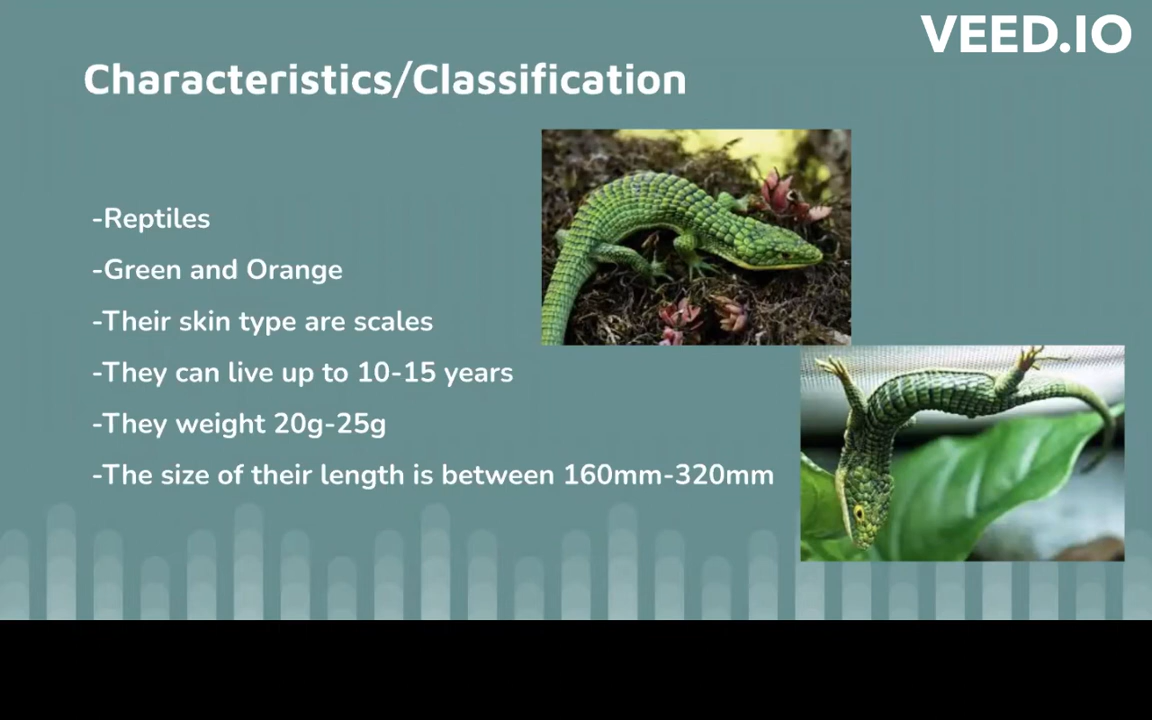 VEED.IO
Characteristics/Classification
-Reptiles
-Green and Orange
-Their skin type are scales
-They can live up to 10-15 years
-They weight 20g-25g
-The size of their length is between 160mm-320mm